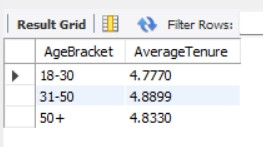 Result Grid Filter Rows:
AgeBracket AverageTenure
18-30 4.7770
31-50 4.8899
50+ 4.8330